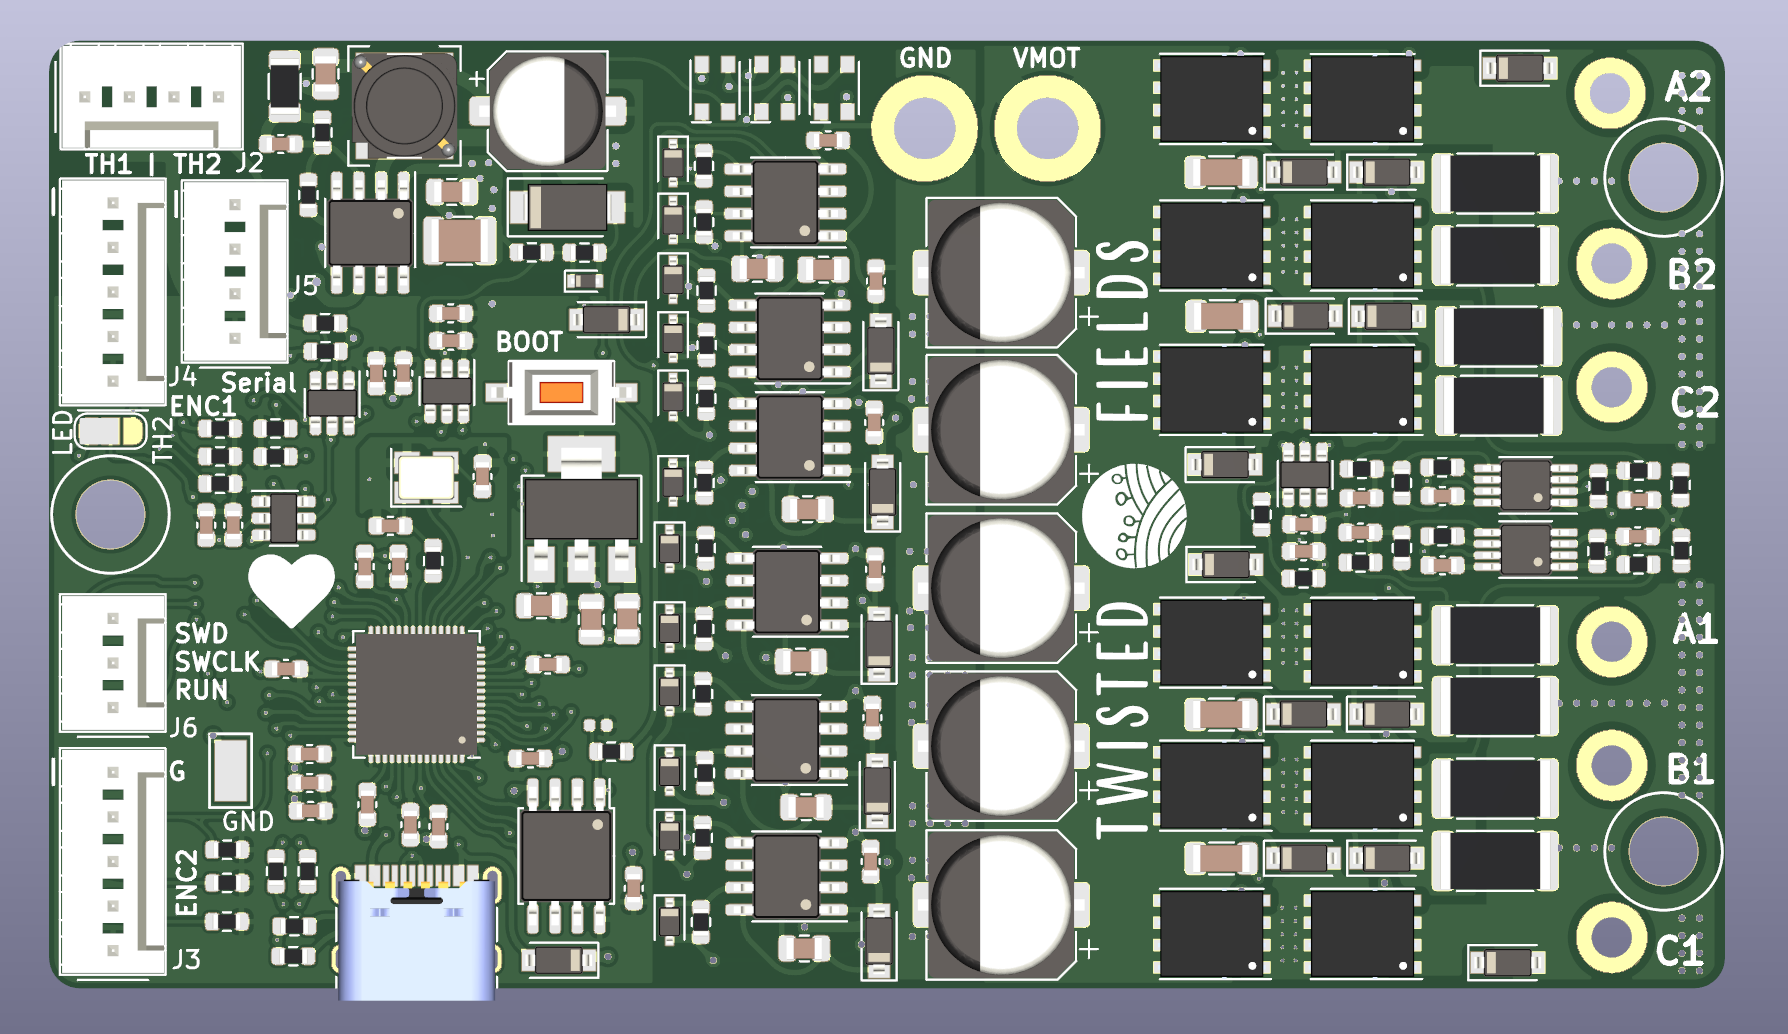 GND
VMOT
A2
TH1 | TH2 J2
B2
J5
BOOT
J4
Serial
ENC1
C2
LED
TH2
FIELDS
TWISTED
SWD
SWCLK
RUN
A1
J6
G
B1
GND
ENC2
J3
C1